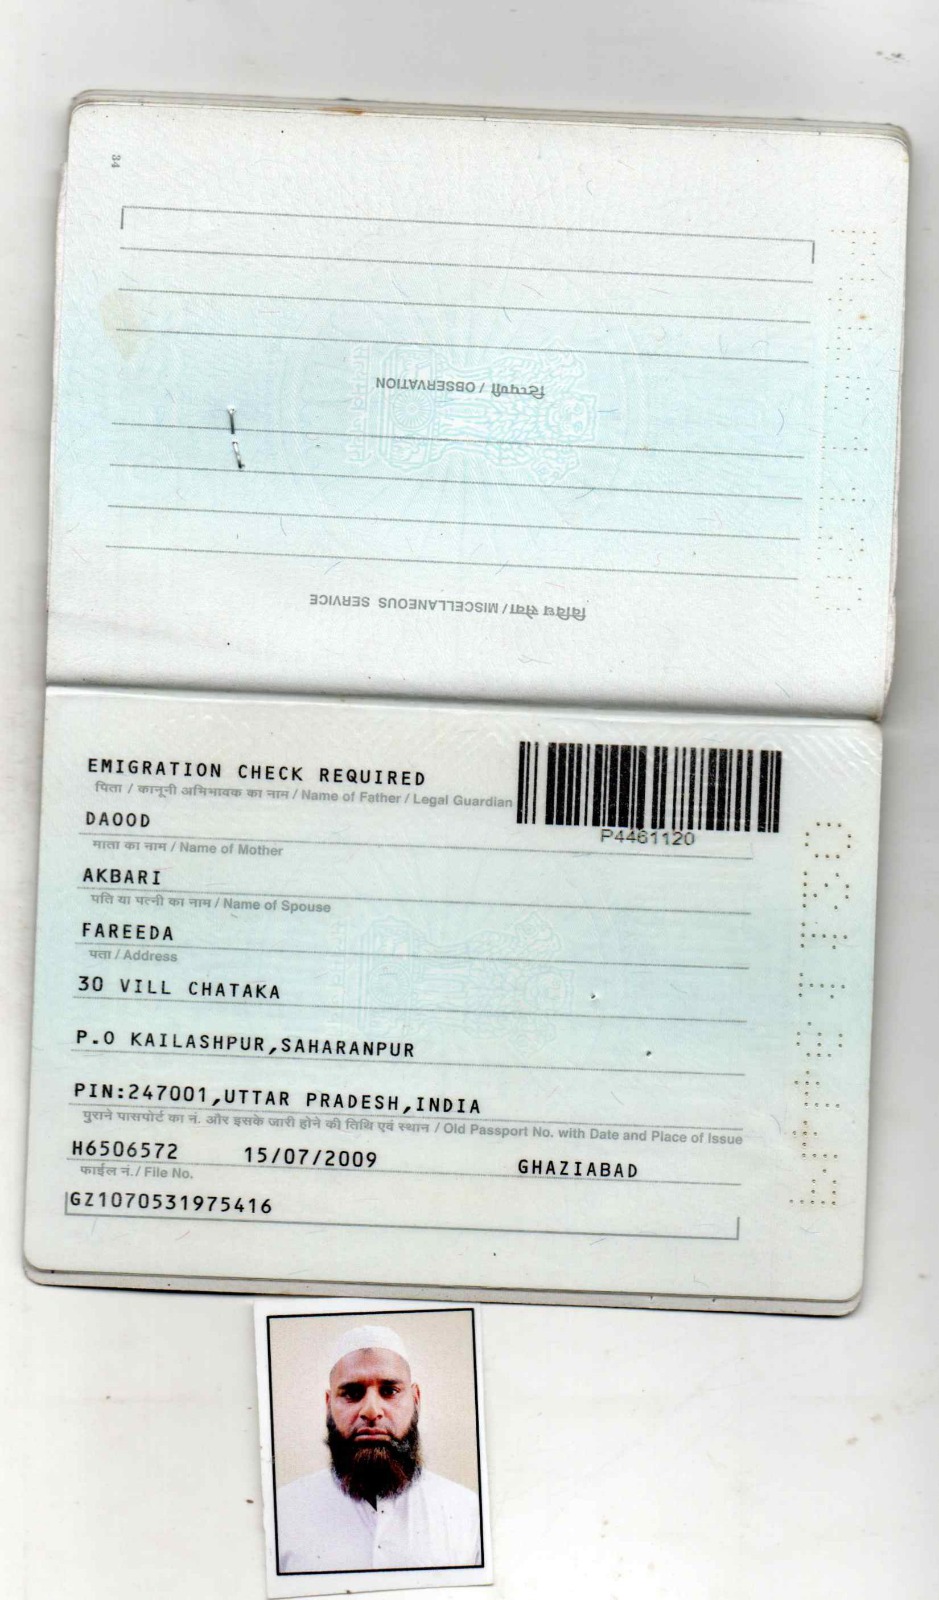 34
टिप्पणी / OBSERVATION
विविध सेवा / MISCELLANEOUS SERVICE
EMIGRATION CHECK REQUIRED
पिता / कानूनी अभिभावक का नाम / Name of Father / Legal Guardian
P4461120
DAOOD
माता का नाम / Name of Mother
AKBARI
पति या पत्नी का नाम / Name of Spouse
FAREEDA
पता / Address
30 VILL CHATAKA
P.O KAILASHPUR,SAHARANPUR
PIN:247001,UTTAR PRADESH,INDIA
पुराने पासपोर्ट का नं. और इसके जारी होने की तिथि एवं स्थान / Old Passport No. with Date and Place of Issue
H6506572 15/07/2009 GHAZIABAD
फाईल नं./ File No.
GZ1070531975416